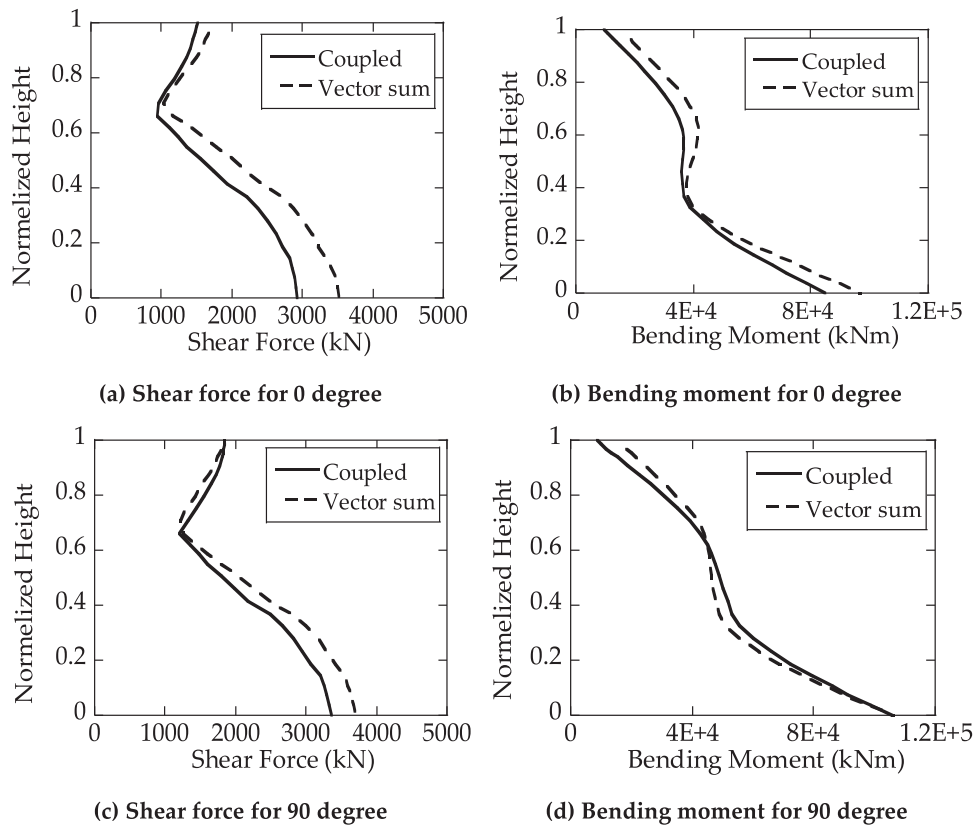 1
0.8
0.6
0.4
0.2
0
Normelized Height
Coupled
Vector sum
0 1000 2000 3000 4000 5000
Shear Force (kN)
(a) Shear force for 0 degree
1
0.8
0.6
0.4
0.2
0
Normelized Height
Coupled
Vector sum
0 4E+4 8E+4 1.2E+5
Bending Moment (kNm)
(b) Bending moment for 0 degree
1
0.8
0.6
0.4
0.2
0
Normelized Height
Coupled
Vector sum
0 1000 2000 3000 4000 5000
Shear Force (kN)
(c) Shear force for 90 degree
1
0.8
0.6
0.4
0.2
0
Normelized Height
Coupled
Vector sum
0 4E+4 8E+4 1.2E+5
Bending Moment (kNm)
(d) Bending moment for 90 degree